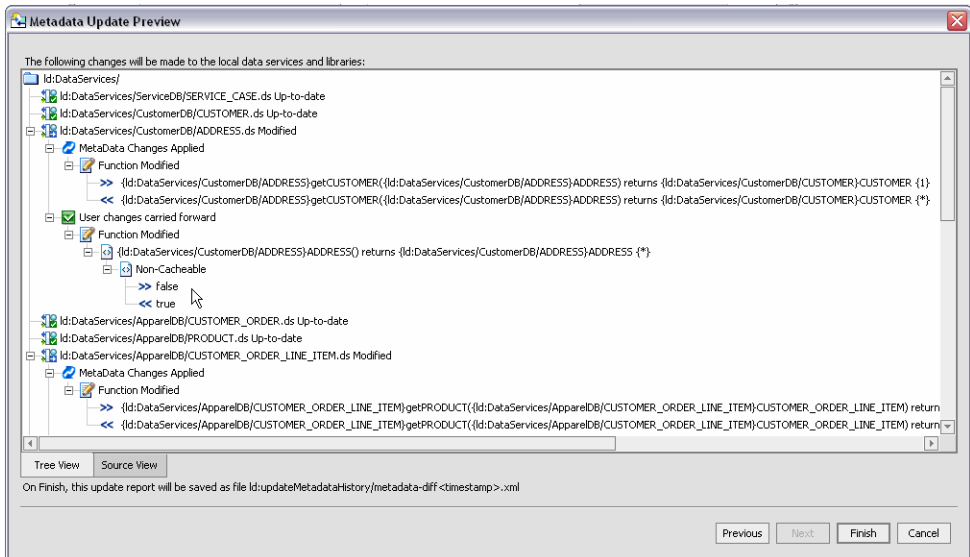 Metadata Update Preview
The following changes will be made to the local data services and libraries:
ld:DataServices/
ld:DataServices/ServiceDB/SERVICE_CASE.ds Up-to-date
ld:DataServices/CustomerDB/CUSTOMER.ds Up-to-date
ld:DataServices/CustomerDB/ADDRESS.ds Modified
MetaData Changes Applied
Function Modified
>> {ld:DataServices/CustomerDB/ADDRESS}getCUSTOMER({ld:DataServices/CustomerDB/ADDRESS}ADDRESS) returns {ld:DataServices/CustomerDB/CUSTOMER}CUSTOMER {1}
<< {ld:DataServices/CustomerDB/ADDRESS}getCUSTOMER({ld:DataServices/CustomerDB/ADDRESS}ADDRESS) returns {ld:DataServices/CustomerDB/CUSTOMER}CUSTOMER {*}
User changes carried forward
Function Modified
{ld:DataServices/CustomerDB/ADDRESS}ADDRESS() returns {ld:DataServices/CustomerDB/ADDRESS}ADDRESS {*}
Non-Cacheable
>> false
<< true
ld:DataServices/ApparelDB/CUSTOMER_ORDER.ds Up-to-date
ld:DataServices/ApparelDB/PRODUCT.ds Up-to-date
ld:DataServices/ApparelDB/CUSTOMER_ORDER_LINE_ITEM.ds Modified
MetaData Changes Applied
Function Modified
>> {ld:DataServices/ApparelDB/CUSTOMER_ORDER_LINE_ITEM}getPRODUCT({ld:DataServices/ApparelDB/CUSTOMER_ORDER_LINE_ITEM}CUSTOMER_ORDER_LINE_ITEM) return
<< {ld:DataServices/ApparelDB/CUSTOMER_ORDER_LINE_ITEM}getPRODUCT({ld:DataServices/ApparelDB/CUSTOMER_ORDER_LINE_ITEM}CUSTOMER_ORDER_LINE_ITEM) return
Tree View Source View
On Finish, this update report will be saved as file ld:updateMetadataHistory/metadata-diff<timestamp>.xml
Previous Next Finish Cancel